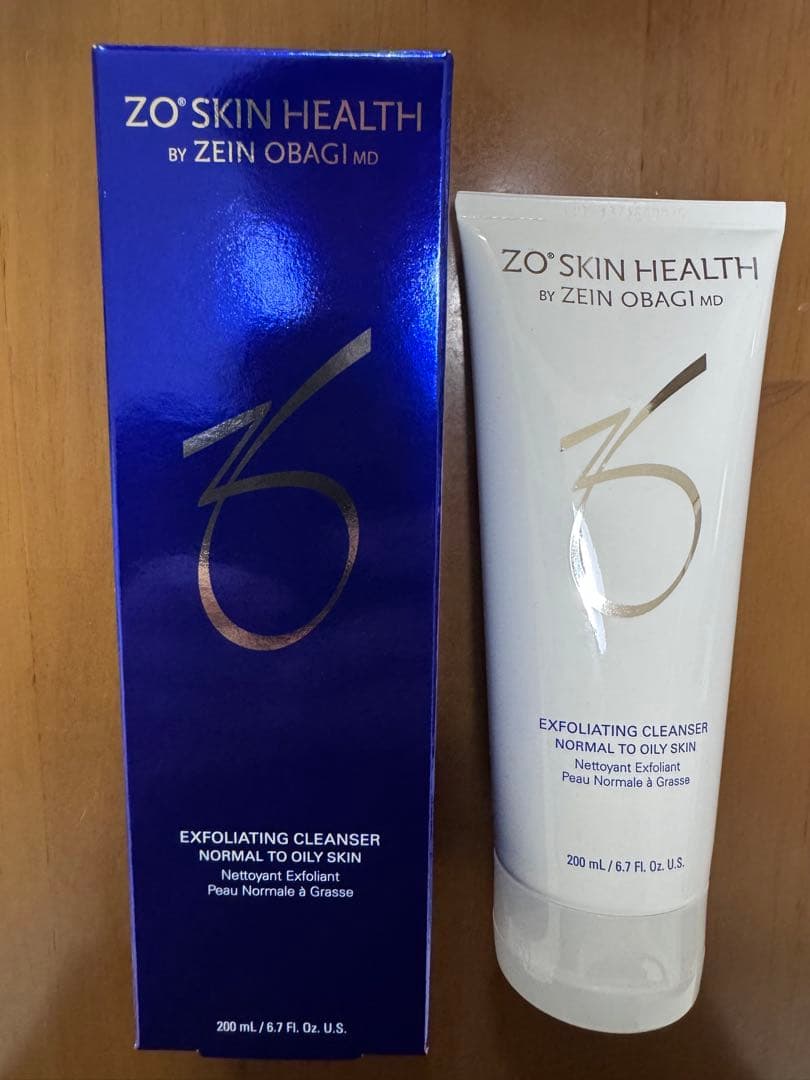 ZO® SKIN HEALTH
BY ZEIN OBAGI MD
EXFOLIATING CLEANSER
NORMAL TO OILY SKIN
Nettoyant Exfoliant
Peau Normale à Grasse
200 mL / 6.7 Fl. Oz. U.S.
ZO® SKIN HEALTH
BY ZEIN OBAGI MD
EXFOLIATING CLEANSER
NORMAL TO OILY SKIN
Nettoyant Exfoliant
Peau Normale à Grasse
200 mL / 6.7 Fl. Oz. U.S.